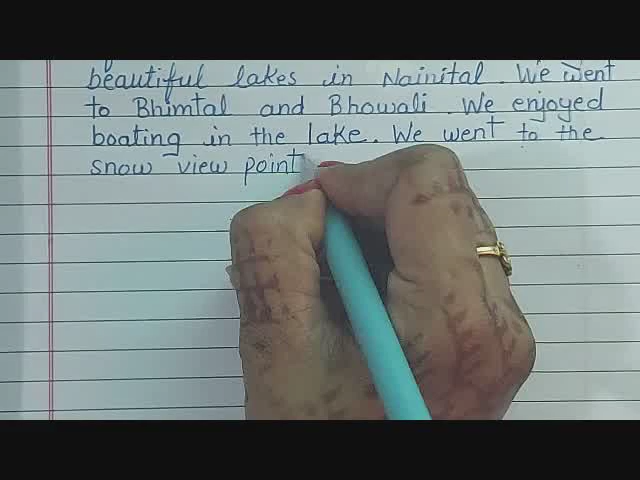 beautiful lakes in Nainital. We went
to Bhimtal and Bhowali. We enjoyed
boating in the lake. We went to the
snow view point